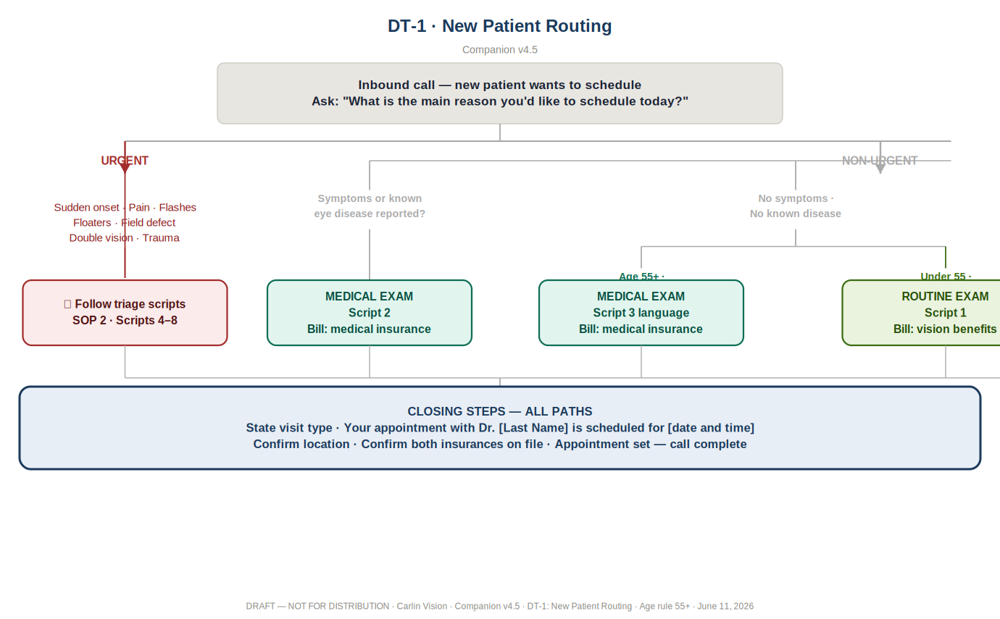 DT-1 · New Patient Routing
Companion v4.5
Inbound call — new patient wants to schedule
Ask: "What is the main reason you'd like to schedule today?"
URGENT
NON-URGENT
Symptoms or known
eye disease reported?
No symptoms ·
No known disease
Sudden onset · Pain · Flashes
Floaters · Field defect
Double vision · Trauma
Age 55+ ·
Under 55 ·
Follow triage scripts
SOP 2 · Scripts 4–8
MEDICAL EXAM
Script 2
Bill: medical insurance
MEDICAL EXAM
Script 3 language
Bill: medical insurance
ROUTINE EXAM
Script 1
Bill: vision benefits
CLOSING STEPS — ALL PATHS
State visit type · Your appointment with Dr. [Last Name] is scheduled for [date and time]
Confirm location · Confirm both insurances on file · Appointment set — call complete
DRAFT — NOT FOR DISTRIBUTION · Carlin Vision · Companion v4.5 · DT-1: New Patient Routing · Age rule 55+ · June 11, 2026